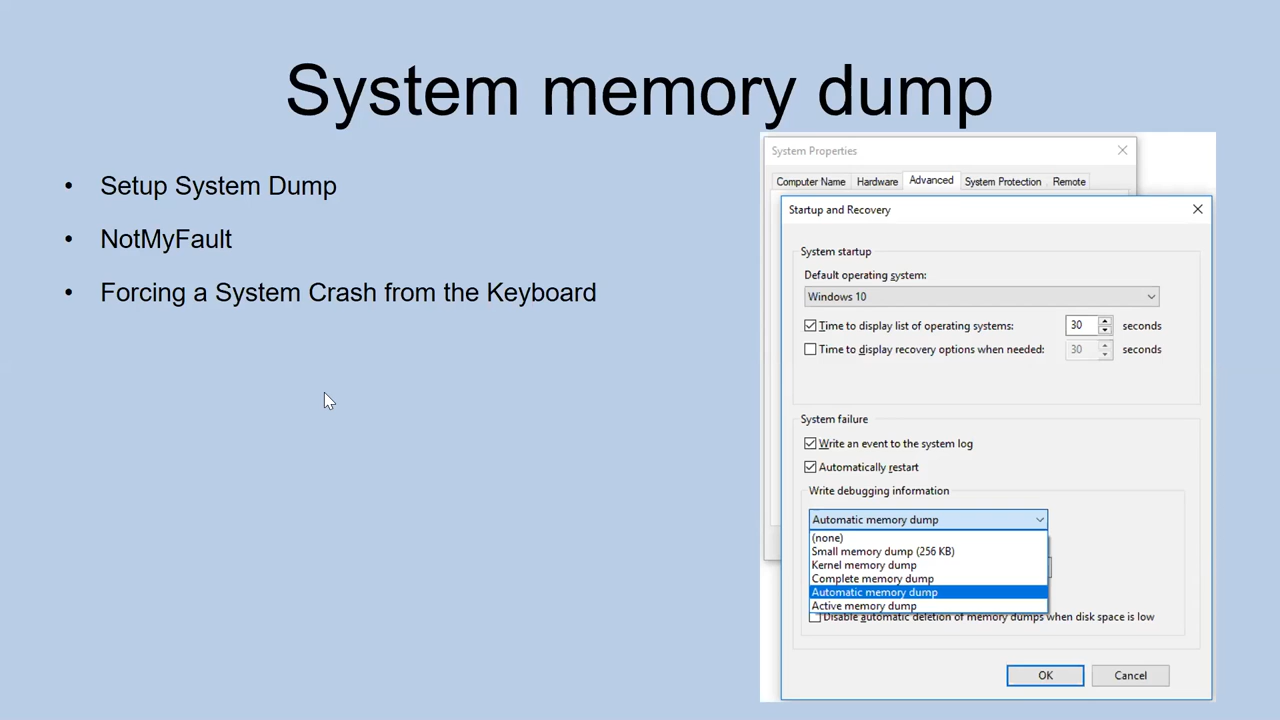 System memory dump
• Setup System Dump
• NotMyFault
• Forcing a System Crash from the Keyboard
System Properties
Computer Name Hardware Advanced System Protection Remote
Startup and Recovery
System startup
Default operating system:
Windows 10
Time to display list of operating systems: 30 seconds
Time to display recovery options when needed: 30 seconds
System failure
Write an event to the system log
Automatically restart
Write debugging information
Automatic memory dump
(none)
Small memory dump (256 KB)
Kernel memory dump
Complete memory dump
Automatic memory dump
Active memory dump
Disable automatic deletion of memory dumps when disk space is low
OK Cancel